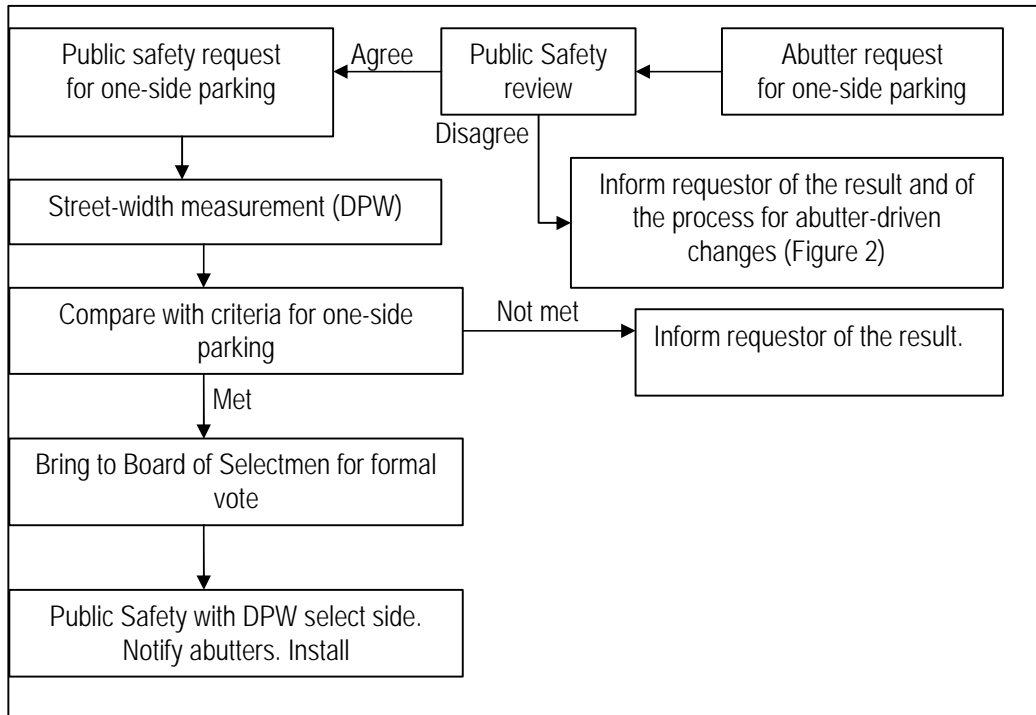 Public safety request
for one-side parking
Agree
Public Safety
review
Abutter request
for one-side parking
Disagree
Inform requestor of the result and of
the process for abutter-driven
changes (Figure 2)
Street-width measurement (DPW)
Compare with criteria for one-side
parking
Not met
Inform requestor of the result.
Met
Bring to Board of Selectmen for formal
vote
Public Safety with DPW select side.
Notify abutters. Install